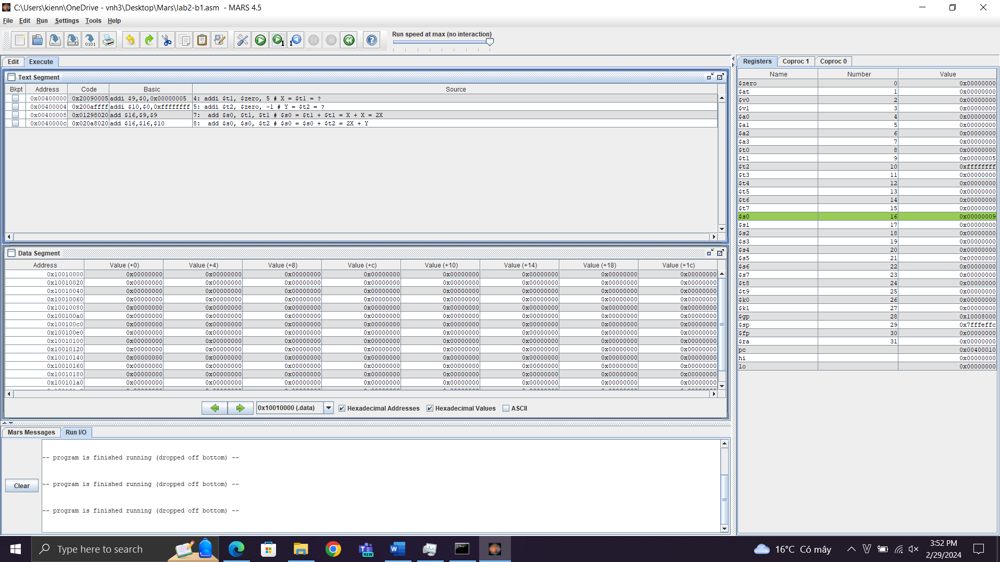 C:\Users\kienn\OneDrive - vnh3\Desktop\Mars\lab2-b1.asm - MARS 4.5
File Edit Run Settings Tools Help
Run speed at max (no interaction)
Edit Execute
Text Segment
Bkpt Address Code Basic Source
0x00400000 0x20090005 addi $9,$0,0x00000005 4: addi $t1, $zero, 5 # X = $t1 = ?
0x00400004 0x200affff addi $10,$0,0xffffffff 5: addi $t2, $zero, -1 # Y = $t2 = ?
0x00400008 0x01298020 add $16,$9,$9 7: add $s0, $t1, $t1 # $s0 = $t1 + $t1 = X + X = 2X
0x0040000c 0x020a8020 add $16,$16,$10 8: add $s0, $s0, $t2 # $s0 = $s0 + $t2 = 2X + Y
Data Segment
Address Value (+0) Value (+4) Value (+8) Value (+c) Value (+10) Value (+14) Value (+18) Value (+1c)
0x10010000 0x00000000 0x00000000 0x00000000 0x00000000 0x00000000 0x00000000 0x00000000 0x00000000
0x10010020 0x00000000 0x00000000 0x00000000 0x00000000 0x00000000 0x00000000 0x00000000 0x00000000
0x10010040 0x00000000 0x00000000 0x00000000 0x00000000 0x00000000 0x00000000 0x00000000 0x00000000
0x10010060 0x00000000 0x00000000 0x00000000 0x00000000 0x00000000 0x00000000 0x00000000 0x00000000
0x10010080 0x00000000 0x00000000 0x00000000 0x00000000 0x00000000 0x00000000 0x00000000 0x00000000
0x100100a0 0x00000000 0x00000000 0x00000000 0x00000000 0x00000000 0x00000000 0x00000000 0x00000000
0x100100c0 0x00000000 0x00000000 0x00000000 0x00000000 0x00000000 0x00000000 0x00000000 0x00000000
0x100100e0 0x00000000 0x00000000 0x00000000 0x00000000 0x00000000 0x00000000 0x00000000 0x00000000
0x10010100 0x00000000 0x00000000 0x00000000 0x00000000 0x00000000 0x00000000 0x00000000 0x00000000
0x10010120 0x00000000 0x00000000 0x00000000 0x00000000 0x00000000 0x00000000 0x00000000 0x00000000
0x10010140 0x00000000 0x00000000 0x00000000 0x00000000 0x00000000 0x00000000 0x00000000 0x00000000
0x10010160 0x00000000 0x00000000 0x00000000 0x00000000 0x00000000 0x00000000 0x00000000 0x00000000
0x10010180 0x00000000 0x00000000 0x00000000 0x00000000 0x00000000 0x00000000 0x00000000 0x00000000
0x100101a0 0x00000000 0x00000000 0x00000000 0x00000000 0x00000000 0x00000000 0x00000000 0x00000000
0x10010000 (.data) Hexadecimal Addresses Hexadecimal Values ASCII
Mars Messages Run I/O
Clear
-- program is finished running (dropped off bottom) --
-- program is finished running (dropped off bottom) --
-- program is finished running (dropped off bottom) --
Registers Coproc 1 Coproc 0
Name Number Value
$zero 0 0x00000000
$at 1 0x00000000
$v0 2 0x00000000
$v1 3 0x00000000
$a0 4 0x00000000
$a1 5 0x00000000
$a2 6 0x00000000
$a3 7 0x00000000
$t0 8 0x00000000
$t1 9 0x00000005
$t2 10 0xffffffff
$t3 11 0x00000000
$t4 12 0x00000000
$t5 13 0x00000000
$t6 14 0x00000000
$t7 15 0x00000000
$s0 16 0x00000009
$s1 17 0x00000000
$s2 18 0x00000000
$s3 19 0x00000000
$s4 20 0x00000000
$s5 21 0x00000000
$s6 22 0x00000000
$s7 23 0x00000000
$t8 24 0x00000000
$t9 25 0x00000000
$k0 26 0x00000000
$k1 27 0x00000000
$gp 28 0x10008000
$sp 29 0x7fffeffc
$fp 30 0x00000000
$ra 31 0x00000000
pc 0x00400010
hi 0x00000000
lo 0x00000000
Type here to search
NEW
16°C Có mây
3:52 PM
2/29/2024